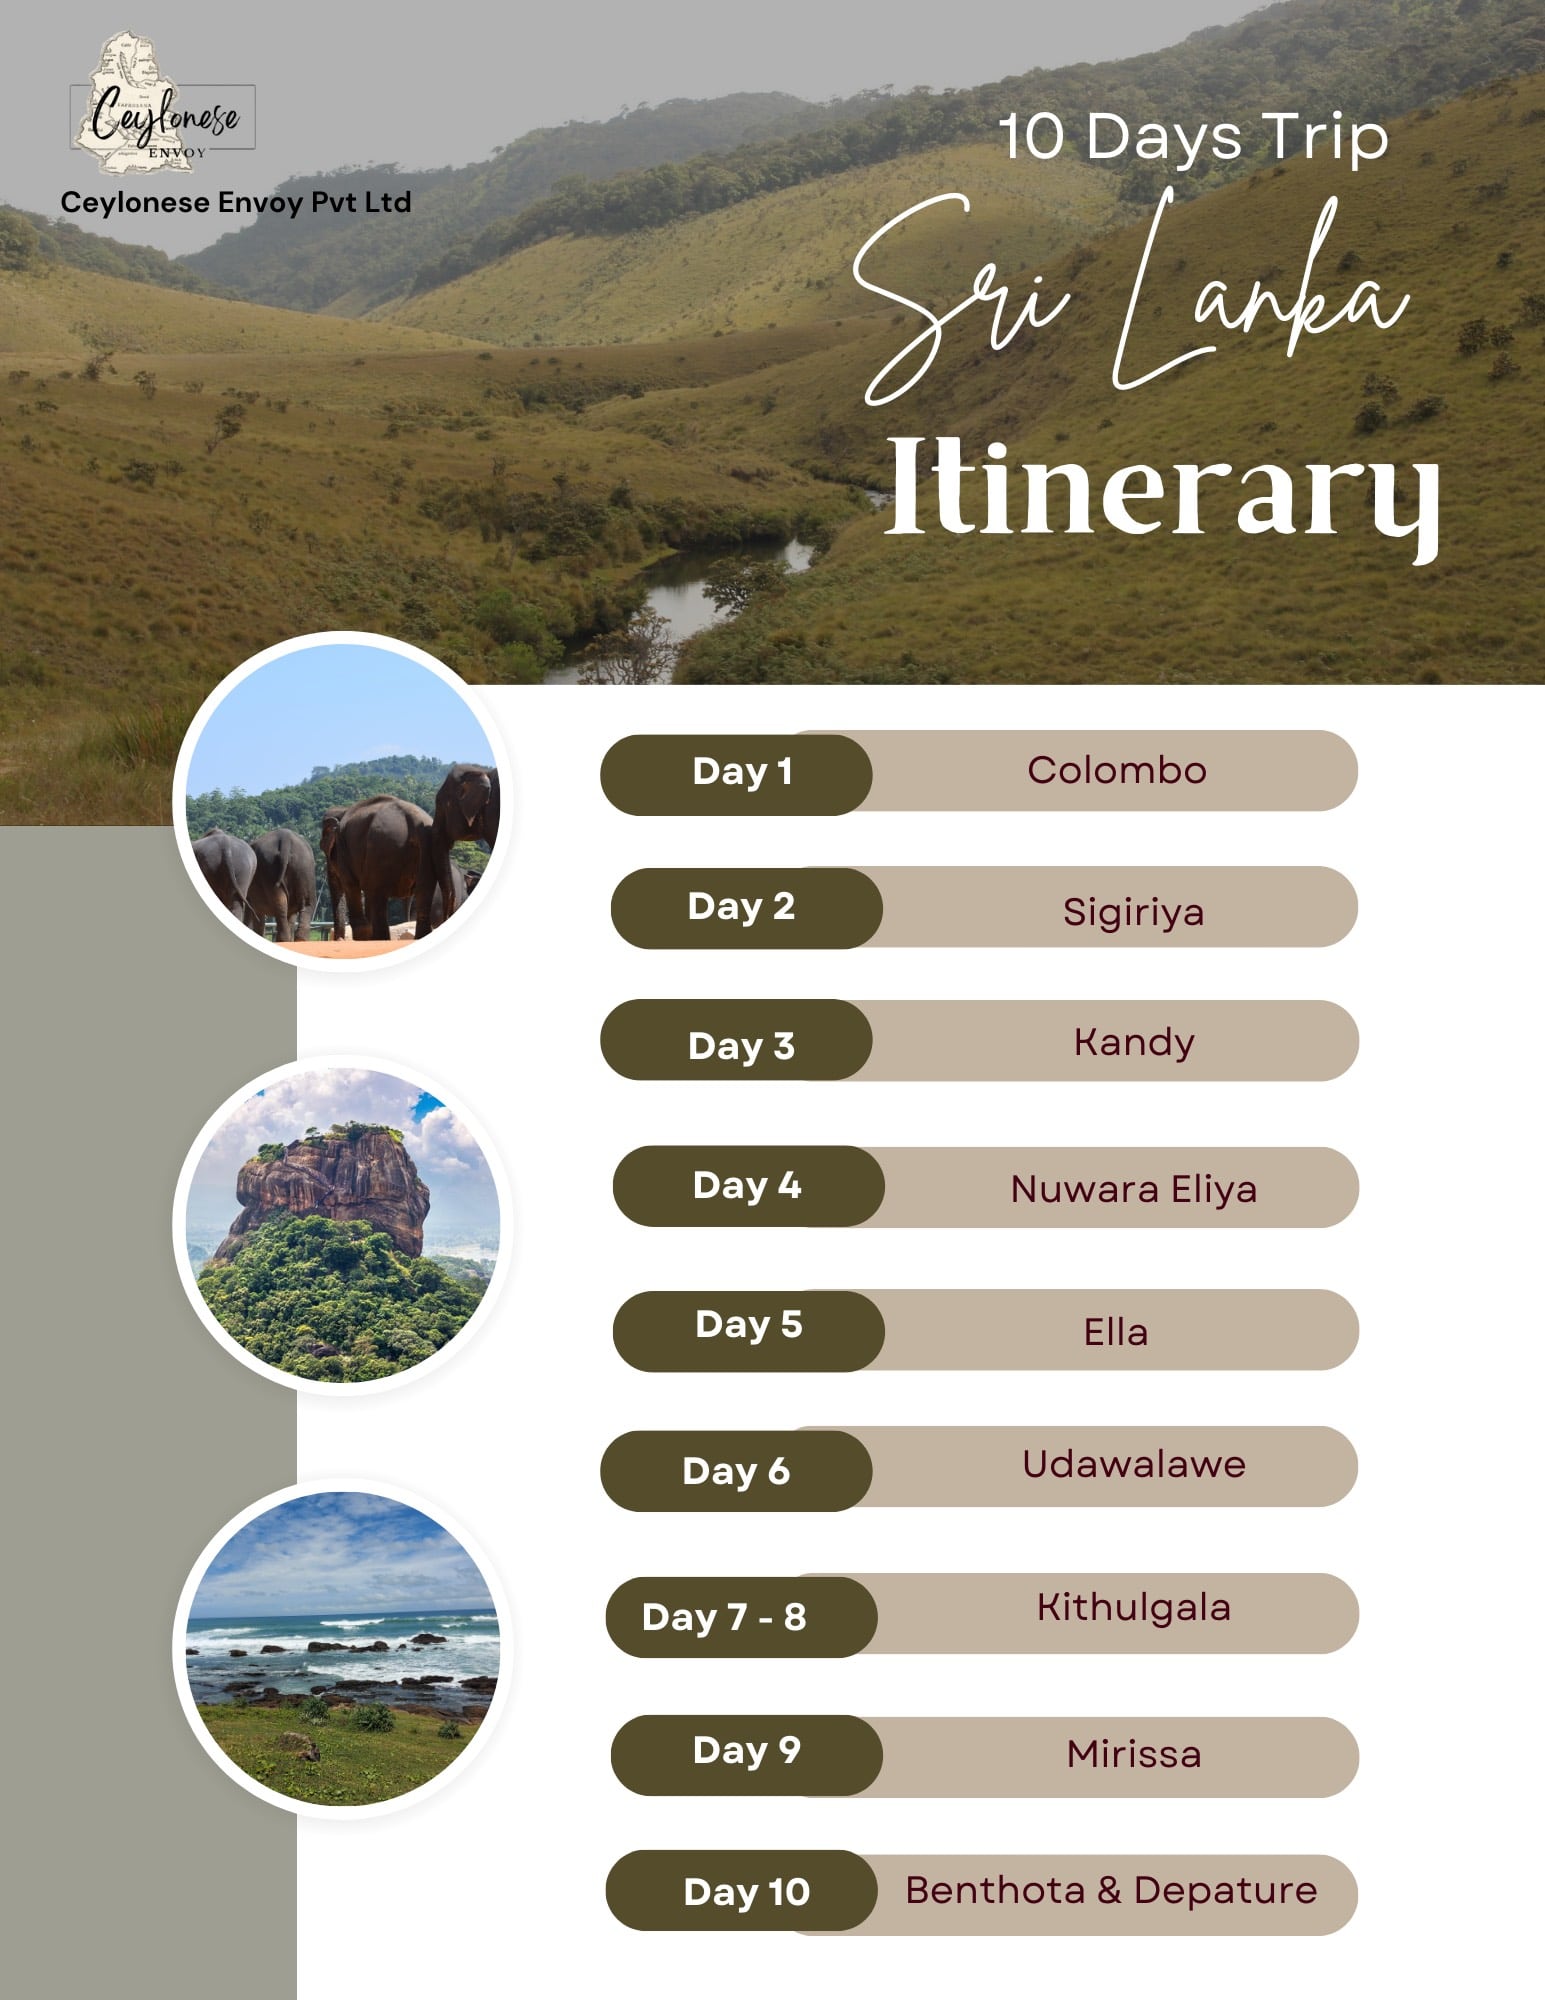 Ceylonese
ENVOY
Ceylonese Envoy Pvt Ltd
10 Days Trip
Sri Lanka
Itinerary
Day 1 Colombo
Day 2 Sigiriya
Day 3 Kandy
Day 4 Nuwara Eliya
Day 5 Ella
Day 6 Udawalawe
Day 7 - 8 Kithulgala
Day 9 Mirissa
Day 10 Benthota & Depature